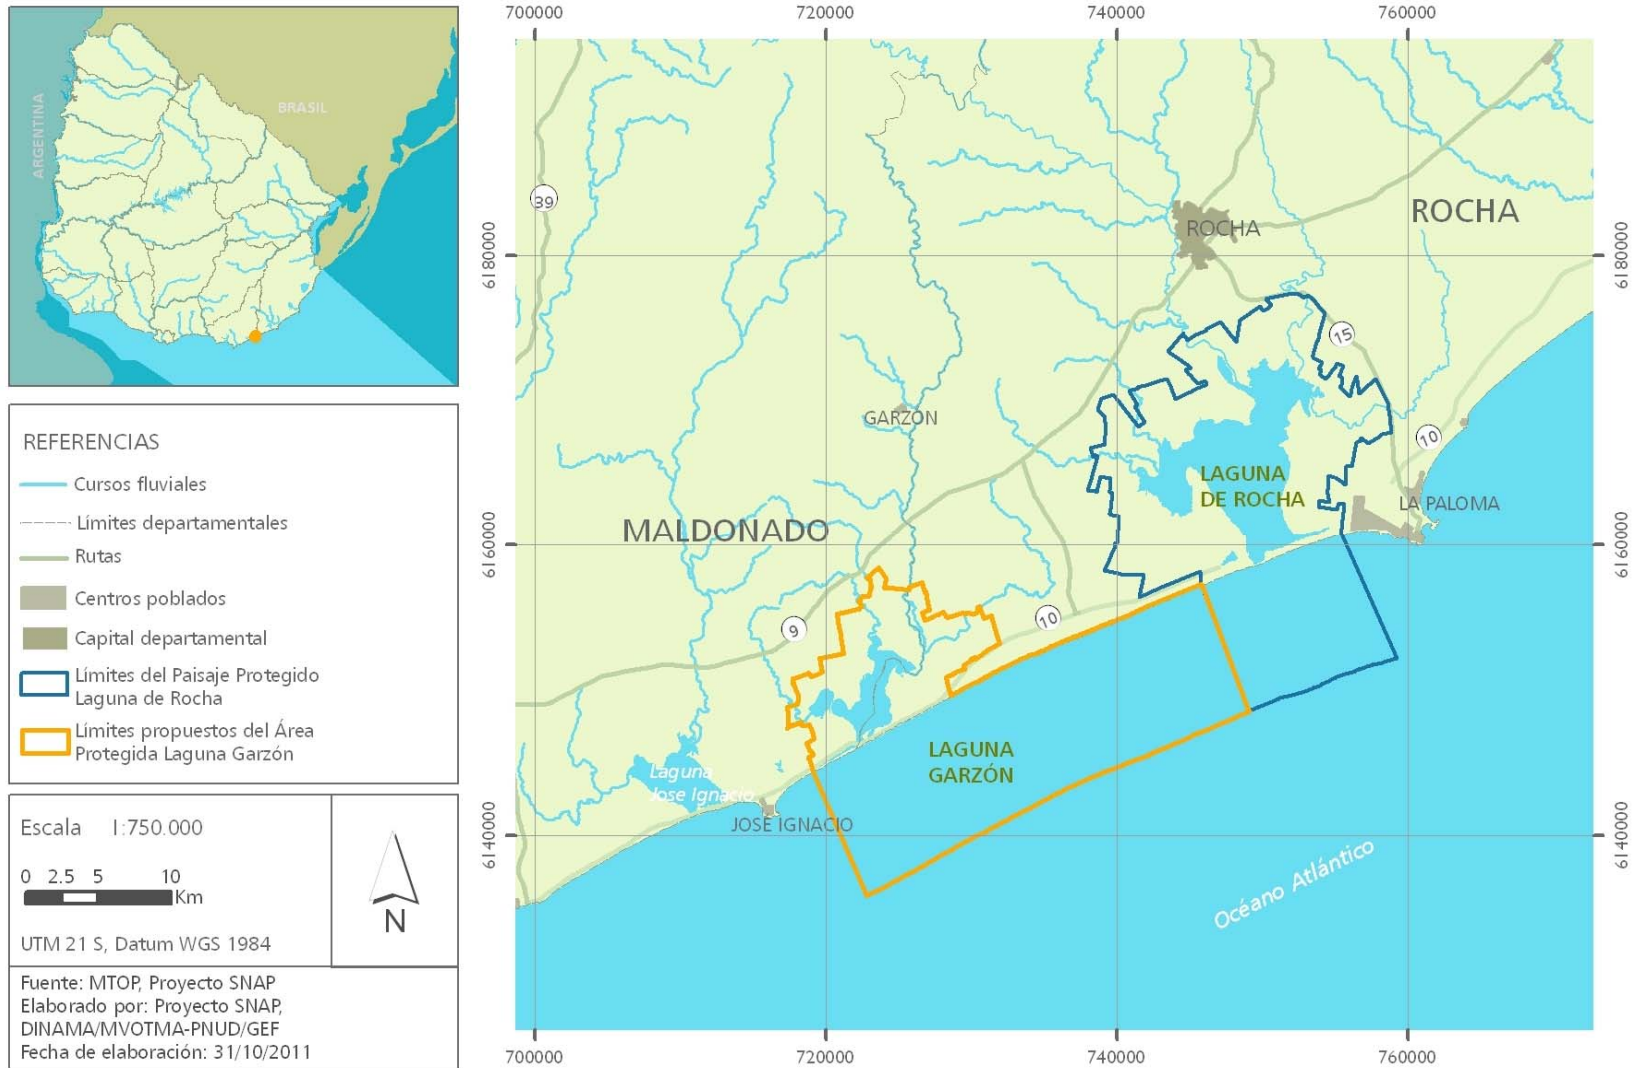 ARGENTINA
BRASIL
REFERENCIAS
Cursos fluviales
Límites departamentales
Rutas
Centros poblados
Capital departamental
Límites del Paisaje Protegido
Laguna de Rocha
Límites propuestos del Área
Protegida Laguna Garzón
Escala 1:750.000
0 2.5 5 10
Km
N
UTM 21 S, Datum WGS 1984
Fuente: MTOP, Proyecto SNAP
Elaborado por: Proyecto SNAP,
DINAMA/MVOTMA-PNUD/GEF
Fecha de elaboración: 31/10/2011
700000 720000 740000 760000
39
ROCHA
ROCHA
6180000 6180000
15
GARZÓN
10
LAGUNA
DE ROCHA
LA PALOMA
MALDONADO
6160000 6160000
9
10
LAGUNA
GARZÓN
Laguna
Jose Ignacio
JOSE IGNACIO
6140000 6140000
Océano Atlántico
700000 720000 740000 760000